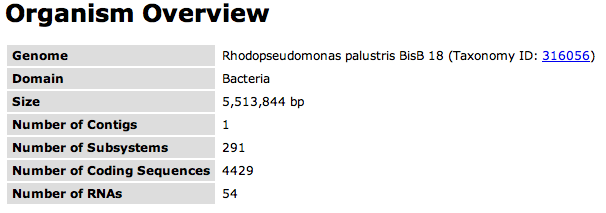 Organism Overview
Genome Rhodopseudomonas palustris BisB 18 (Taxonomy ID: 316056)
Domain Bacteria
Size 5,513,844 bp
Number of Contigs 1
Number of Subsystems 291
Number of Coding Sequences 4429
Number of RNAs 54